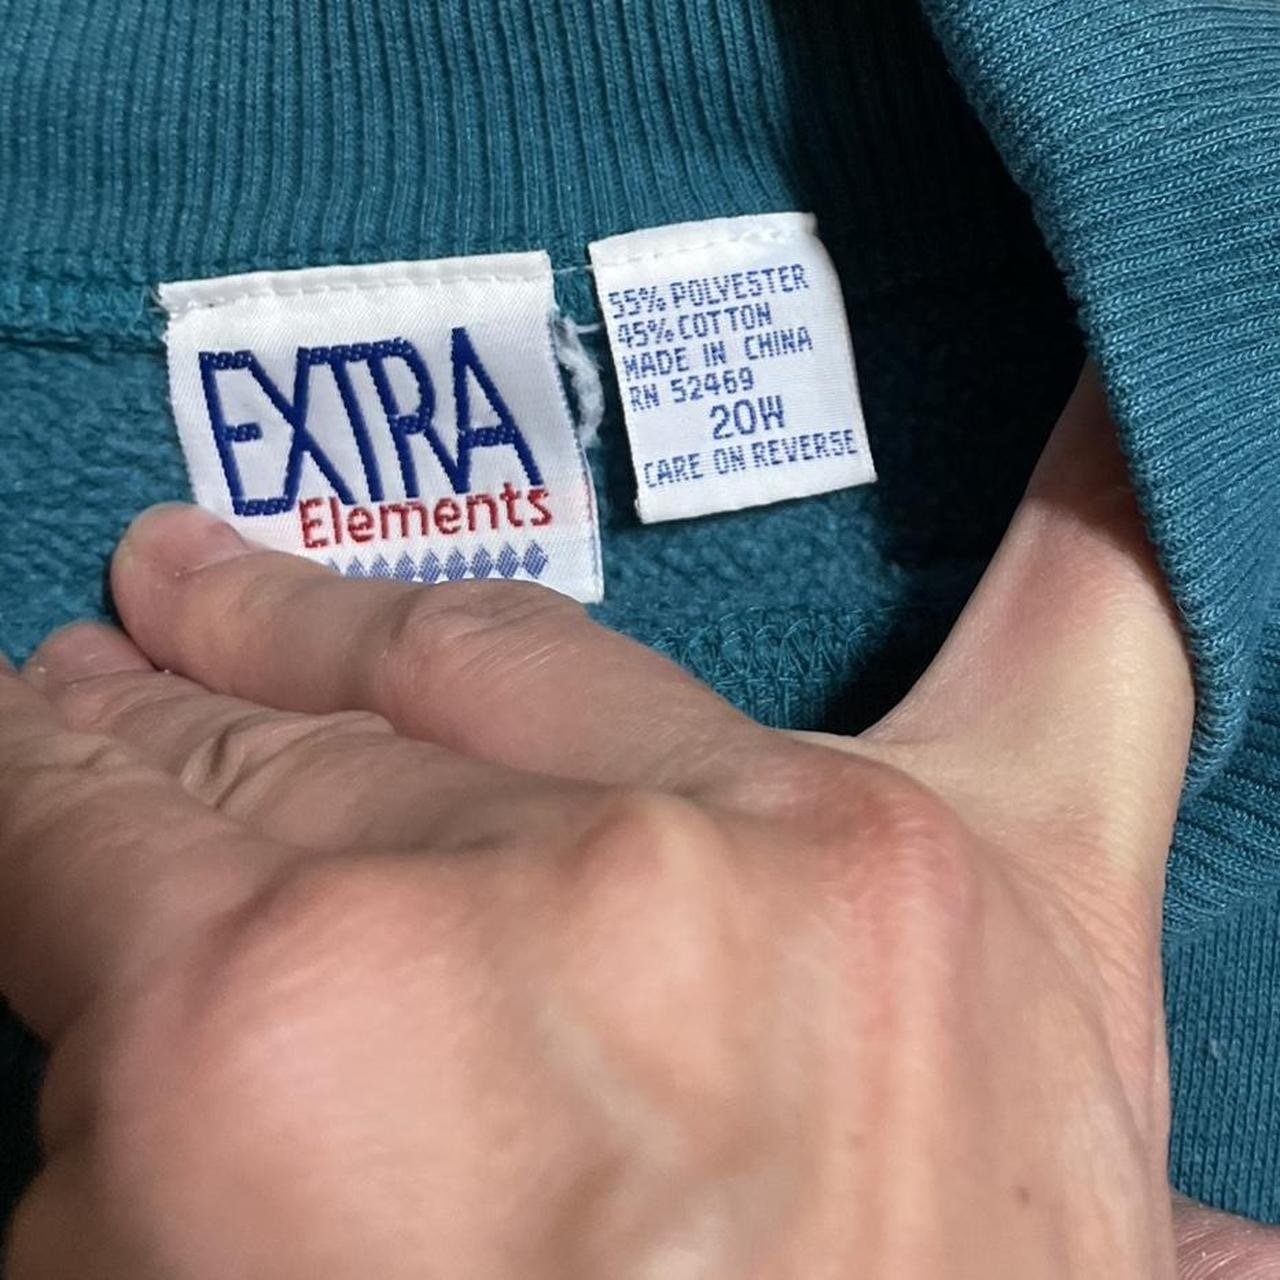 EXTRA
Elements
55% POLYESTER
45% COTTON
MADE IN CHINA
RN 52469
20W
CARE ON REVERSE